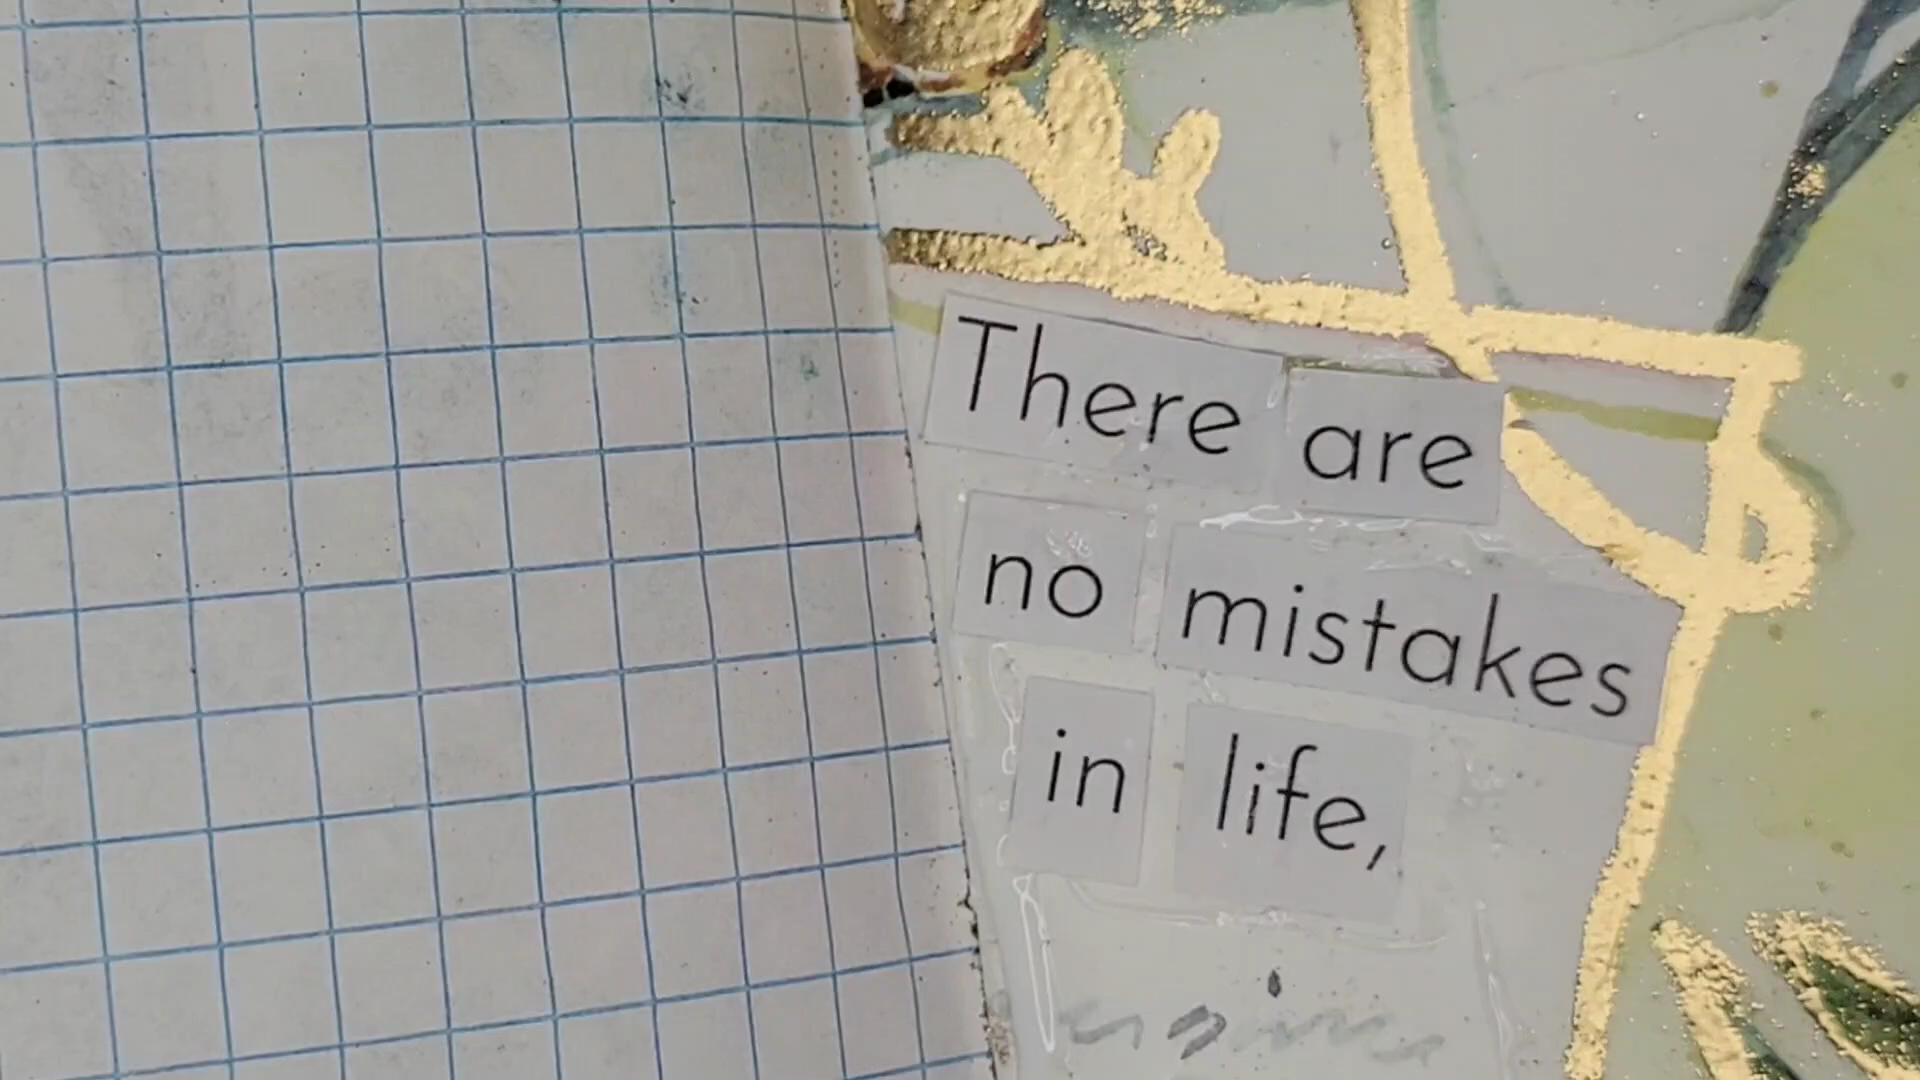 There are
no mistakes
in life,